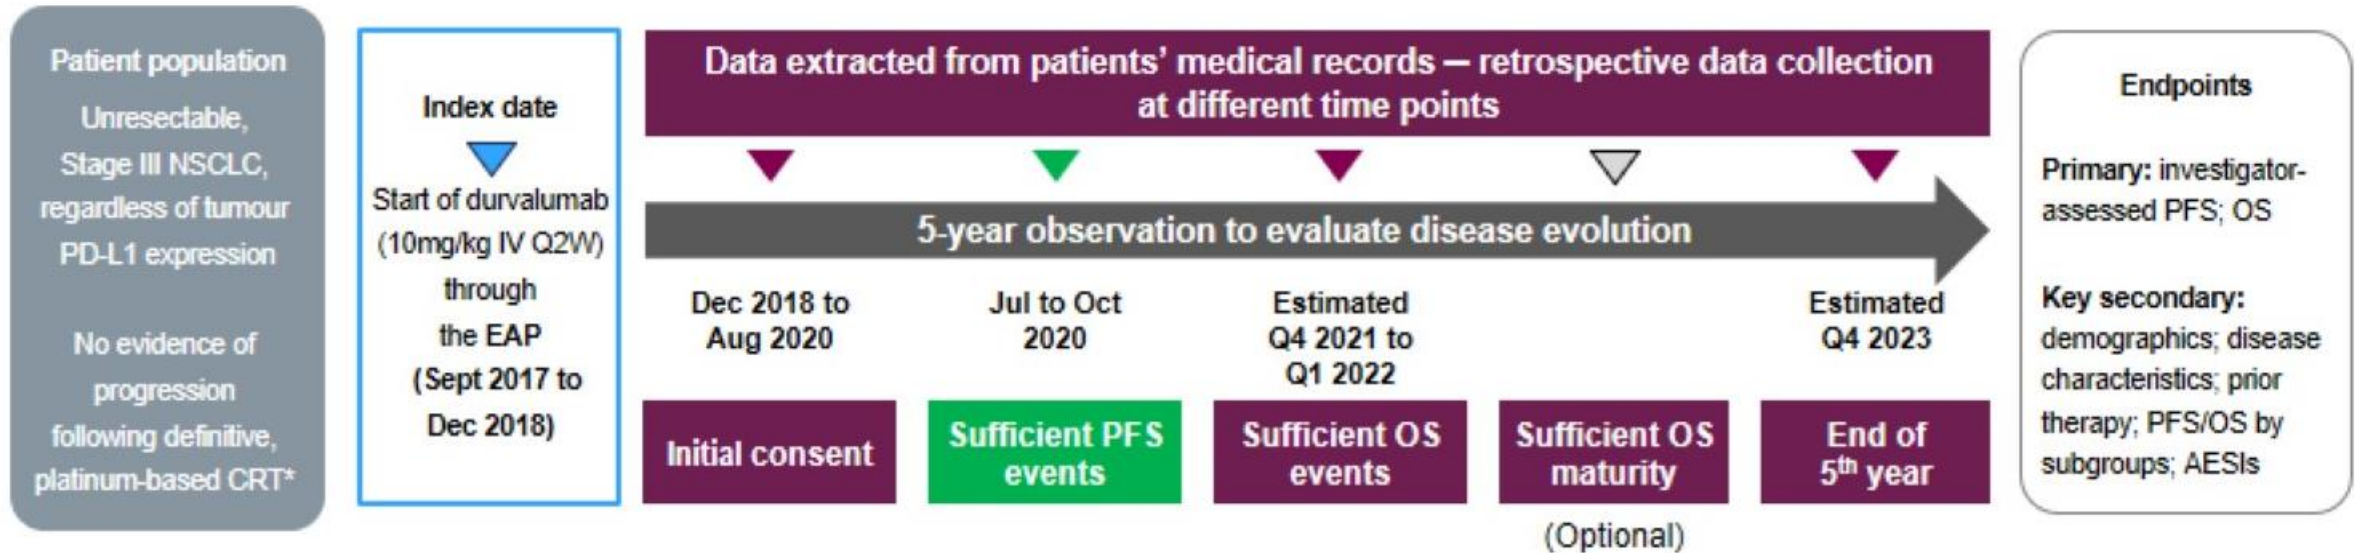 Patient population
Unresectable,
Stage III NSCLC,
regardless of tumour
PD-L1 expression
No evidence of
progression
following definitive,
platinum-based CRT*
Index date
Start of durvalumab
(10mg/kg IV Q2W)
through
the EAP
(Sept 2017 to
Dec 2018)
Data extracted from patients' medical records – retrospective data collection
at different time points
5-year observation to evaluate disease evolution
Dec 2018 to
Aug 2020
Initial consent
Jul to Oct
2020
Sufficient PFS
events
Estimated
Q4 2021 to
Q1 2022
Sufficient OS
events
Sufficient OS
maturity
(Optional)
Estimated
Q4 2023
End of
5th year
Endpoints
Primary: investigator-
assessed PFS; OS
Key secondary:
demographics; disease
characteristics; prior
therapy; PFS/OS by
subgroups; AESIs